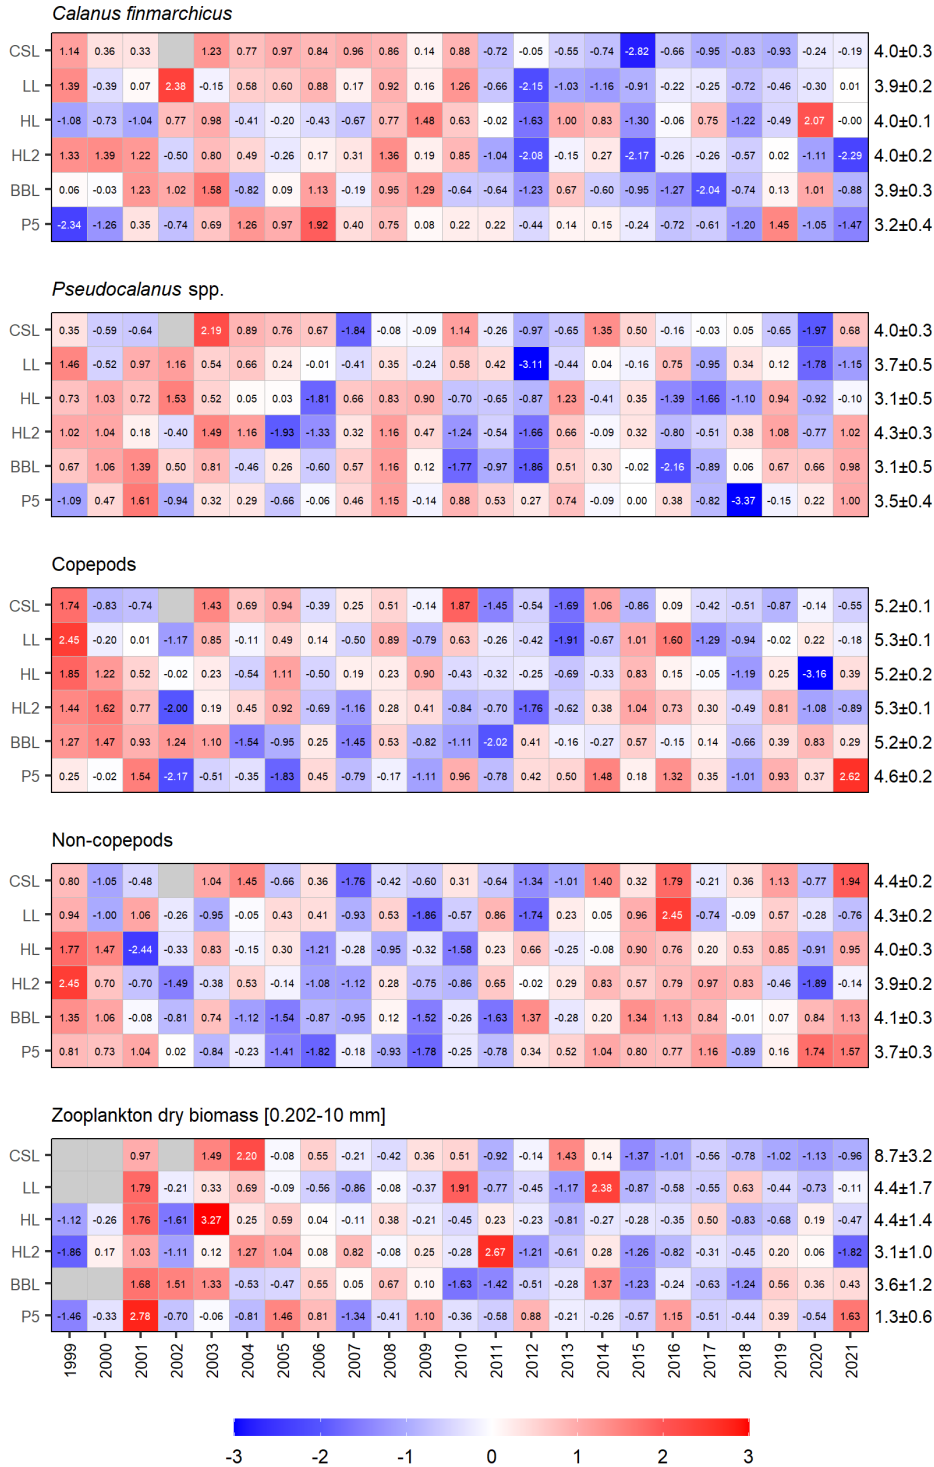 Calanus finmarchicus
CSL 1.14 0.36 0.33 1.23 0.77 0.97 0.84 0.96 0.86 0.14 0.88 -0.72 -0.05 -0.55 -0.74 -2.82 -0.66 -0.95 -0.83 -0.93 -0.24 -0.19 4.0±0.3
LL 1.39 -0.39 0.07 2.38 -0.15 0.58 0.60 0.88 0.17 0.92 0.16 1.26 -0.66 -2.15 -1.03 -1.16 -0.91 -0.22 -0.25 -0.72 -0.46 -0.30 0.01 3.9±0.2
HL -1.08 -0.73 -1.04 0.77 0.98 -0.41 -0.20 -0.43 -0.67 0.77 1.48 0.63 -0.02 -1.63 1.00 0.83 -1.30 -0.06 0.75 -1.22 -0.49 2.07 -0.00 4.0±0.1
HL2 1.33 1.39 1.22 -0.50 0.80 0.49 -0.26 0.17 0.31 1.36 0.19 0.85 -1.04 -2.08 -0.15 0.27 -2.17 -0.26 -0.26 -0.57 0.02 -1.11 -2.29 4.0±0.2
BBL 0.06 -0.03 1.23 1.02 1.58 -0.82 0.09 1.13 -0.19 0.95 1.29 -0.64 -0.64 -1.23 0.67 -0.60 -0.95 -1.27 -2.04 -0.74 0.13 1.01 -0.88 3.9±0.3
P5 -2.34 -1.26 0.35 -0.74 0.69 1.26 0.97 1.92 0.40 0.75 0.08 0.22 0.22 -0.44 0.14 0.15 -0.24 -0.72 -0.61 -1.20 1.45 -1.05 -1.47 3.2±0.4
Pseudocalanus spp.
CSL 0.35 -0.59 -0.64 2.19 0.89 0.76 0.67 -1.84 -0.08 -0.09 1.14 -0.26 -0.97 -0.65 1.35 0.50 -0.16 -0.03 0.05 -0.65 -1.97 0.68 4.0±0.3
LL 1.46 -0.52 0.97 1.16 0.54 0.66 0.24 -0.01 -0.41 0.35 -0.24 0.58 0.42 -3.11 -0.44 0.04 -0.16 0.75 -0.95 0.34 0.12 -1.78 -1.15 3.7±0.5
HL 0.73 1.03 0.72 1.53 0.52 0.05 0.03 -1.81 0.66 0.83 0.90 -0.70 -0.65 -0.87 1.23 -0.41 0.35 -1.39 -1.66 -1.10 0.94 -0.92 -0.10 3.1±0.5
HL2 1.02 1.04 0.18 -0.40 1.49 1.16 -1.93 -1.33 0.32 1.16 0.47 -1.24 -0.54 -1.66 0.66 -0.09 0.32 -0.80 -0.51 0.38 1.08 -0.77 1.02 4.3±0.3
BBL 0.67 1.06 1.39 0.50 0.81 -0.46 0.26 -0.60 0.57 1.16 0.12 -1.77 -0.97 -1.86 0.51 0.30 -0.02 -2.16 -0.89 0.06 0.67 0.66 0.98 3.1±0.5
P5 -1.09 0.47 1.61 -0.94 0.32 0.29 -0.66 -0.06 0.46 1.15 -0.14 0.88 0.53 0.27 0.74 -0.09 0.00 0.38 -0.82 -3.37 -0.15 0.22 1.00 3.5±0.4
Copepods
CSL 1.74 -0.83 -0.74 1.43 0.69 0.94 -0.39 0.25 0.51 -0.14 1.87 -1.45 -0.54 -1.69 1.06 -0.86 0.09 -0.42 -0.51 -0.87 -0.14 -0.55 5.2±0.1
LL 2.45 -0.20 0.01 -1.17 0.85 -0.11 0.49 0.14 -0.50 0.89 -0.79 0.63 -0.26 -0.42 -1.91 -0.67 1.01 1.60 -1.29 -0.94 -0.02 0.22 -0.18 5.3±0.1
HL 1.85 1.22 0.52 -0.02 0.23 -0.54 1.11 -0.50 0.19 0.23 0.90 -0.43 -0.32 -0.25 -0.69 -0.33 0.83 0.15 -0.05 -1.19 0.25 -3.16 0.39 5.2±0.2
HL2 1.44 1.62 0.77 -2.00 0.19 0.45 0.92 -0.69 -1.16 0.28 0.41 -0.84 -0.70 -1.76 -0.62 0.38 1.04 0.73 0.30 -0.49 0.81 -1.08 -0.89 5.3±0.1
BBL 1.27 1.47 0.93 1.24 1.10 -1.54 -0.95 0.25 -1.45 0.53 -0.82 -1.11 -2.02 0.41 -0.16 -0.27 0.57 -0.15 0.14 -0.66 0.39 0.83 0.29 5.2±0.2
P5 0.25 -0.02 1.54 -2.17 -0.51 -0.35 -1.83 0.45 -0.79 -0.17 -1.11 0.96 -0.78 0.42 0.50 1.48 0.18 1.32 0.35 -1.01 0.93 0.37 2.62 4.6±0.2
Non-copepods
CSL 0.80 -1.05 -0.48 1.04 1.45 -0.66 0.36 -1.76 -0.42 -0.60 0.31 -0.64 -1.34 -1.01 1.40 0.32 1.79 -0.21 0.36 1.13 -0.77 1.94 4.4±0.2
LL 0.94 -1.00 1.06 -0.26 -0.95 -0.05 0.43 0.41 -0.93 0.53 -1.86 -0.57 0.86 -1.74 0.23 0.05 0.96 2.45 -0.74 -0.09 0.57 -0.28 -0.76 4.3±0.2
HL 1.77 1.47 -2.44 -0.33 0.83 -0.15 0.30 -1.21 -0.28 -0.95 -0.32 -1.58 0.23 0.66 -0.25 -0.08 0.90 0.76 0.20 0.53 0.85 -0.91 0.95 4.0±0.3
HL2 2.45 0.70 -0.70 -1.49 -0.38 0.53 -0.14 -1.08 -1.12 0.28 -0.75 -0.86 0.65 -0.02 0.29 0.83 0.57 0.79 0.97 0.83 -0.46 -1.89 -0.14 3.9±0.2
BBL 1.35 1.06 -0.08 -0.81 0.74 -1.12 -1.54 -0.87 -0.95 0.12 -1.52 -0.26 -1.63 1.37 -0.28 0.20 1.34 1.13 0.84 -0.01 0.07 0.84 1.13 4.1±0.3
P5 0.81 0.73 1.04 0.02 -0.84 -0.23 -1.41 -1.82 -0.18 -0.93 -1.78 -0.25 -0.78 0.34 0.52 1.04 0.80 0.77 1.16 -0.89 0.16 1.74 1.57 3.7±0.3
Zooplankton dry biomass [0.202-10 mm]
CSL 0.97 1.49 2.20 -0.08 0.55 -0.21 -0.42 0.36 0.51 -0.92 -0.14 1.43 0.14 -1.37 -1.01 -0.56 -0.78 -1.02 -1.13 -0.96 8.7±3.2
LL 1.79 -0.21 0.33 0.69 -0.09 -0.56 -0.86 -0.08 -0.37 1.91 -0.77 -0.45 -1.17 2.38 -0.87 -0.58 -0.55 0.63 -0.44 -0.73 -0.11 4.4±1.7
HL -1.12 -0.26 1.76 -1.61 3.27 0.25 0.59 0.04 -0.11 0.38 -0.21 -0.45 0.23 -0.23 -0.81 -0.27 -0.28 -0.35 0.50 -0.83 -0.68 0.19 -0.47 4.4±1.4
HL2 -1.86 0.17 1.03 -1.11 0.12 1.27 1.04 0.08 0.82 -0.08 0.25 -0.28 2.67 -1.21 -0.61 0.28 -1.26 -0.82 -0.31 -0.45 0.20 0.06 -1.82 3.1±1.0
BBL 1.68 1.51 1.33 -0.53 -0.47 0.55 0.05 0.67 0.10 -1.63 -1.42 -0.51 -0.28 1.37 -1.23 -0.24 -0.63 -1.24 0.56 0.36 0.43 3.6±1.2
P5 -1.46 -0.33 2.78 -0.70 -0.06 -0.81 1.46 0.81 -1.34 -0.41 1.10 -0.36 -0.58 0.88 -0.21 -0.26 -0.57 1.15 -0.51 -0.44 0.39 -0.54 1.63 1.3±0.6
1999 2000 2001 2002 2003 2004 2005 2006 2007 2008 2009 2010 2011 2012 2013 2014 2015 2016 2017 2018 2019 2020 2021
-3 -2 -1 0 1 2 3